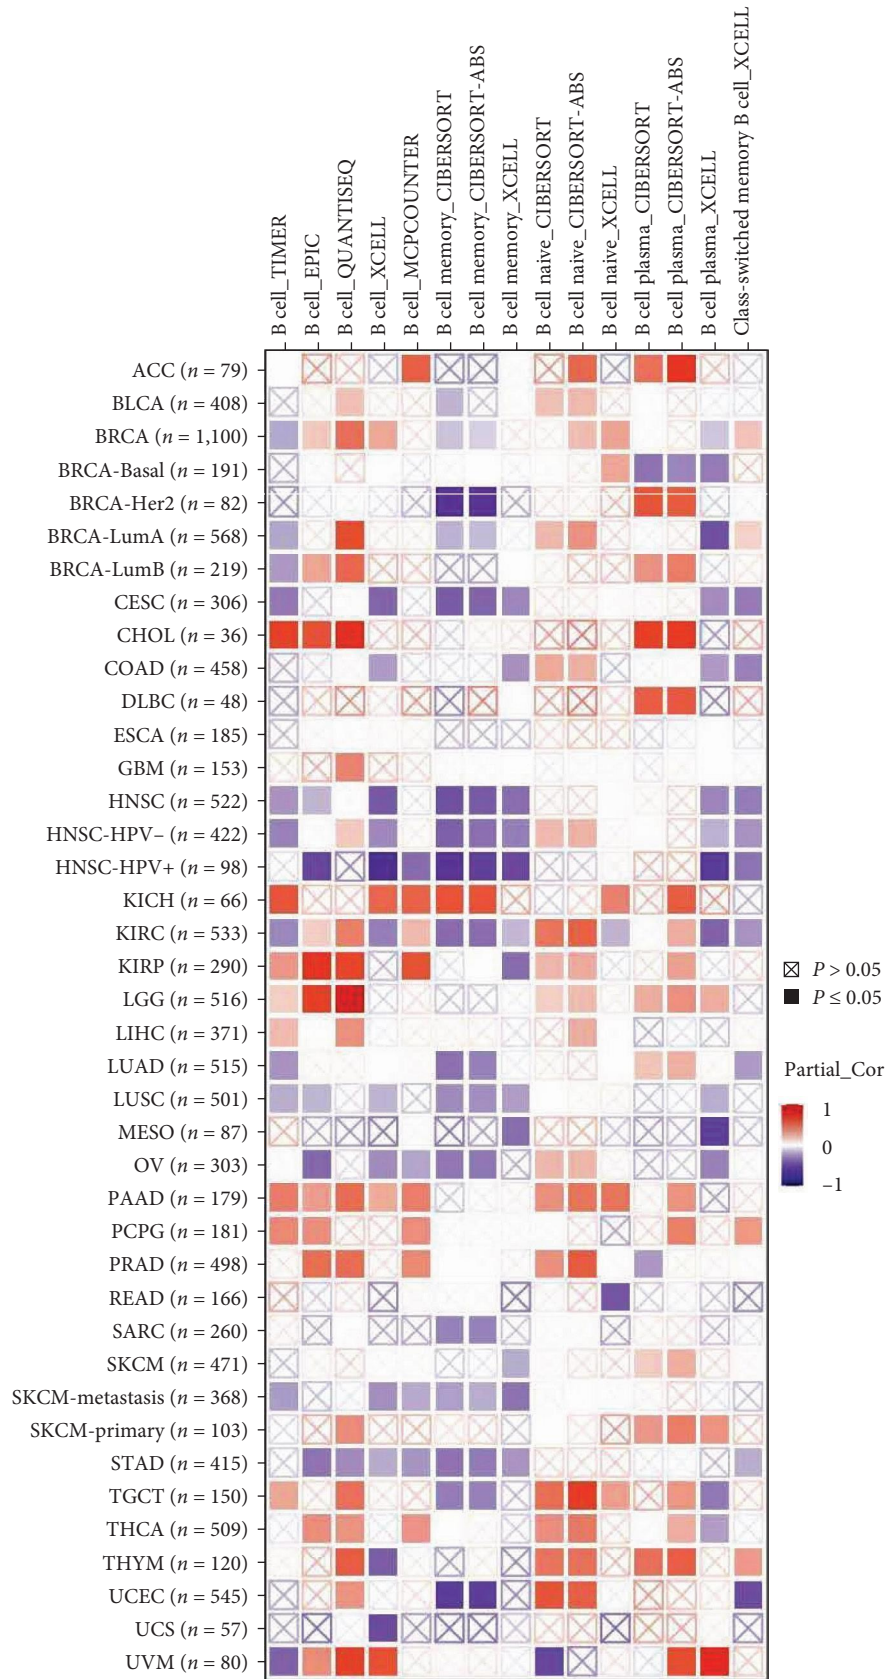 B cell_TIMER
B cell_EPIC
B cell_QUANTISEQ
B cell_XCELL
B cell_MCPCOUNTER
B cell memory_CIBERSORT
B cell memory_CIBERSORT-ABS
B cell memory_XCELL
B cell naive_CIBERSORT
B cell naive_CIBERSORT-ABS
B cell naive_XCELL
B cell plasma_CIBERSORT
B cell plasma_CIBERSORT-ABS
B cell plasma_XCELL
Class-switched memory B cell_XCELL
ACC (n = 79)
BLCA (n = 408)
BRCA (n = 1,100)
BRCA-Basal (n = 191)
BRCA-Her2 (n = 82)
BRCA-LumA (n = 568)
BRCA-LumB (n = 219)
CESC (n = 306)
CHOL (n = 36)
COAD (n = 458)
DLBC (n = 48)
ESCA (n = 185)
GBM (n = 153)
HNSC (n = 522)
HNSC-HPV− (n = 422)
HNSC-HPV+ (n = 98)
KICH (n = 66)
KIRC (n = 533)
KIRP (n = 290)
LGG (n = 516)
LIHC (n = 371)
LUAD (n = 515)
LUSC (n = 501)
MESO (n = 87)
OV (n = 303)
PAAD (n = 179)
PCPG (n = 181)
PRAD (n = 498)
READ (n = 166)
SARC (n = 260)
SKCM (n = 471)
SKCM-metastasis (n = 368)
SKCM-primary (n = 103)
STAD (n = 415)
TGCT (n = 150)
THCA (n = 509)
THYM (n = 120)
UCEC (n = 545)
UCS (n = 57)
UVM (n = 80)
P > 0.05
P ≤ 0.05
Partial_Cor
1
0
−1